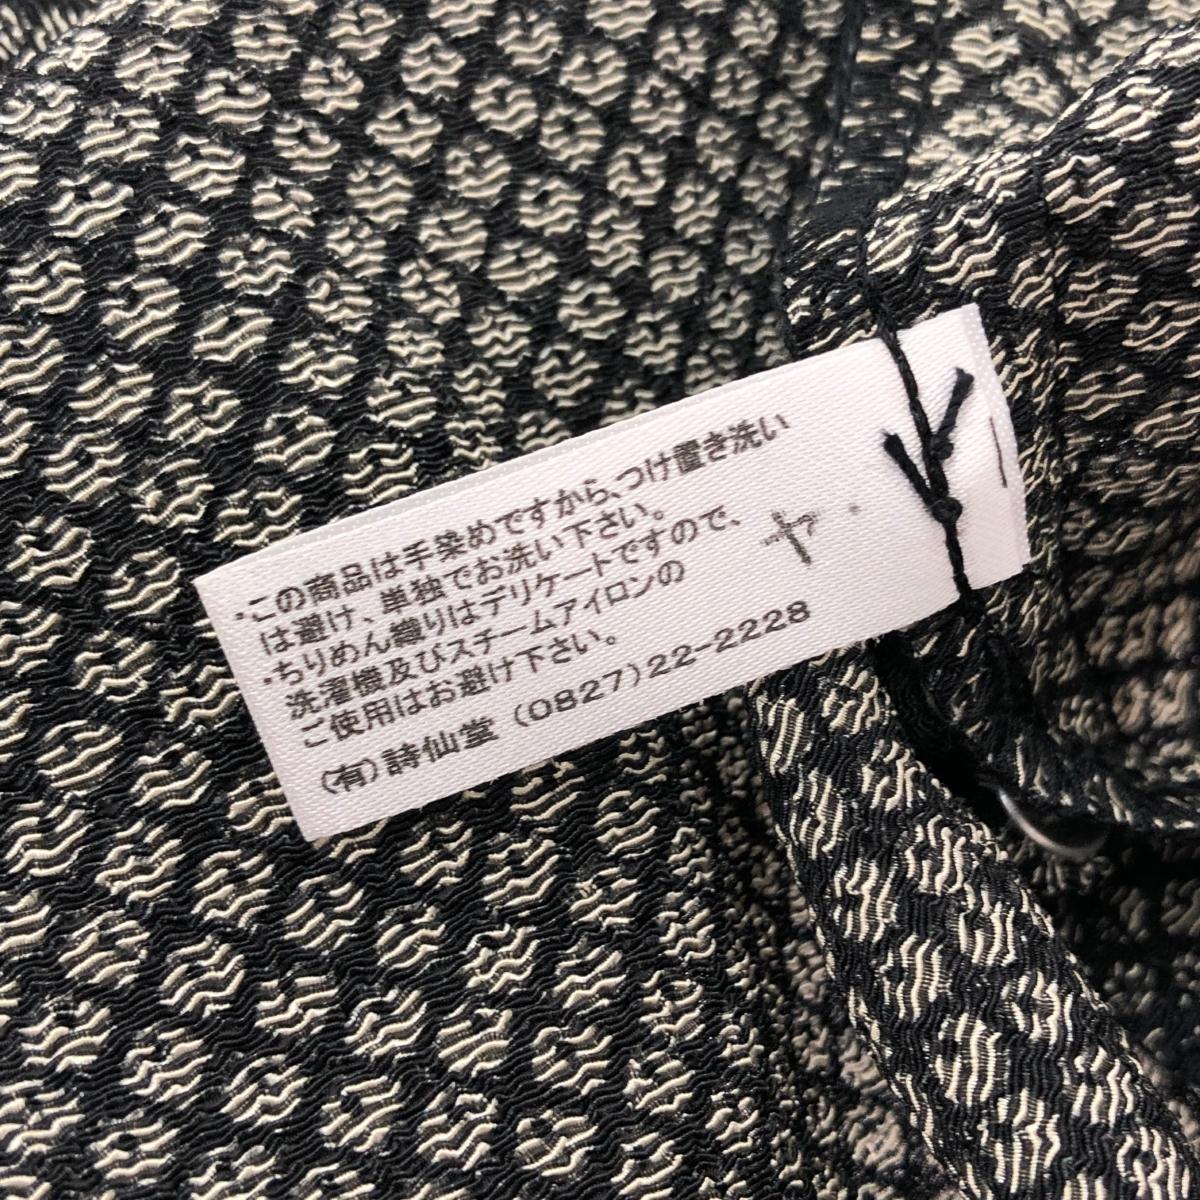 ・この商品は手染めですから、つけ置き洗い
は避け、単独でお洗い下さい。
・ちりめん織りはデリケートですので、
洗濯機及びスチームアイロンの
ご使用はお避け下さい。
(有)詩仙堂 (0827)22-2228
ヤ.